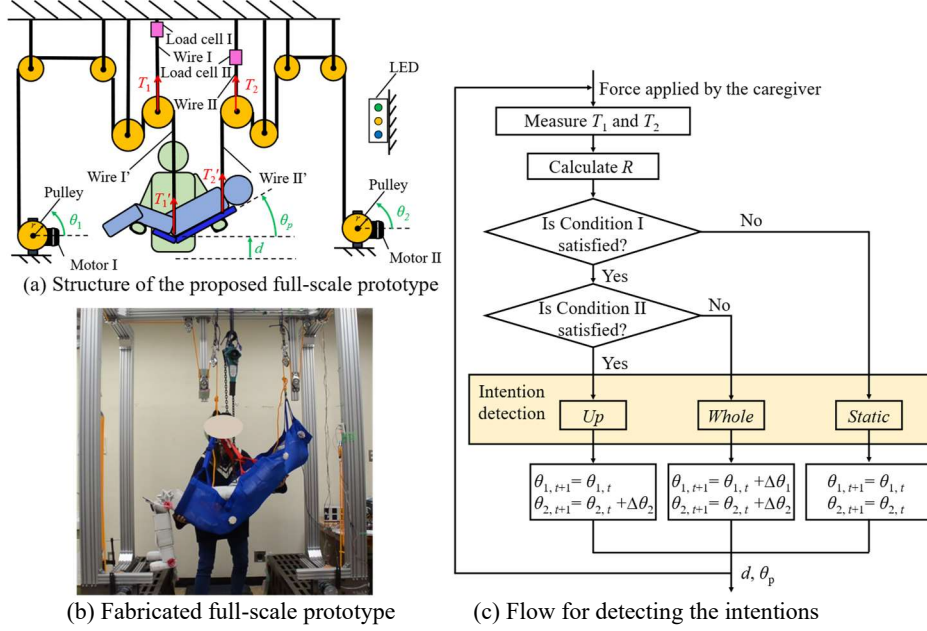 Load cell I
Wire I
Load cell II
LED
T1
T2
Wire II
Wire I'
Wire II'
T1'
T2'
Pulley
r
θ1
Motor I
θp
d
Pulley
r
θ2
Motor II
(a) Structure of the proposed full-scale prototype
(b) Fabricated full-scale prototype
Force applied by the caregiver
Measure T1 and T2
Calculate R
Is Condition I
satisfied?
No
Yes
Is Condition II
satisfied?
No
Yes
Intention
detection
Up
Whole
Static
θ1, t+1= θ1, t
θ2, t+1= θ2, t +Δθ2
θ1, t+1= θ1, t +Δθ1
θ2, t+1= θ2, t +Δθ2
θ1, t+1= θ1, t
θ2, t+1= θ2, t
d, θp
(c) Flow for detecting the intentions